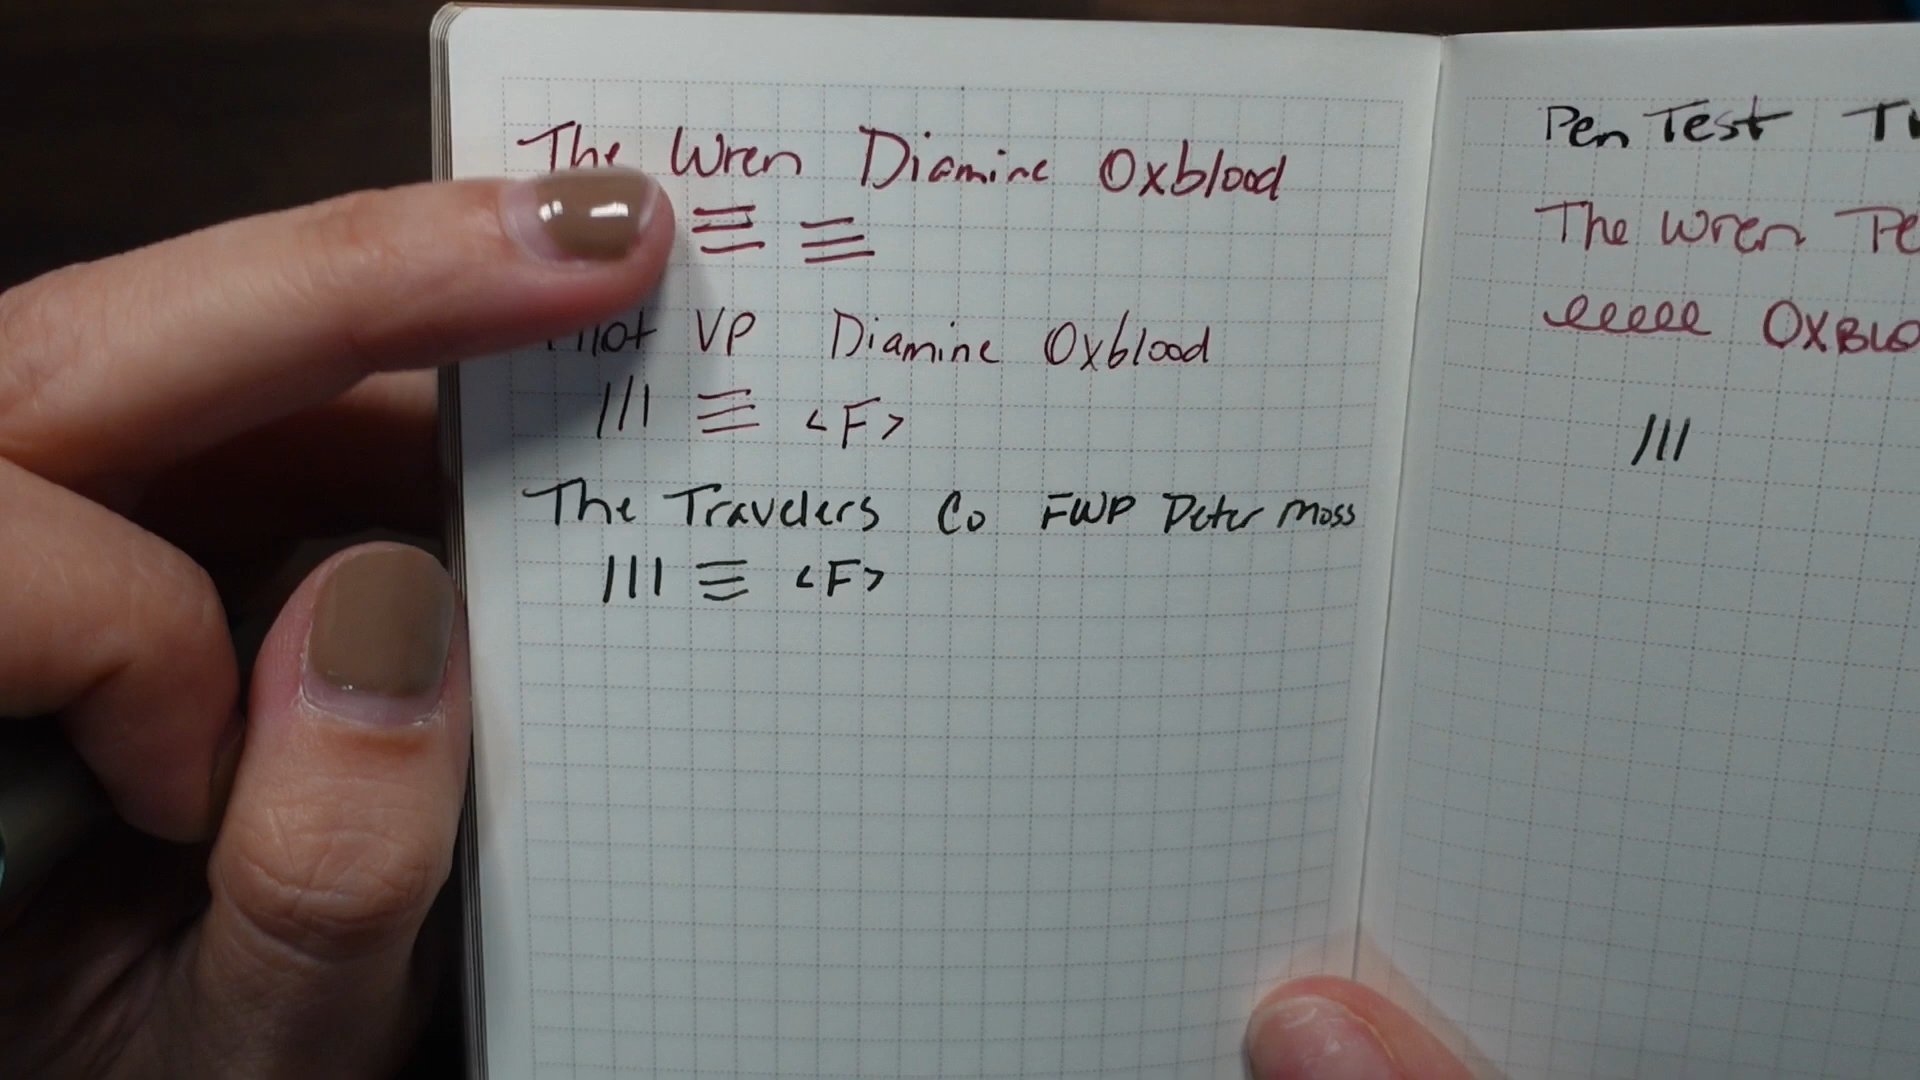 The Wren Diamine Oxblood
VP Diamine Oxblood
<F>
The Travelers Co FWP Peter Moss
<F>
Pen Test
The Wren Pe
eeeee OXBLO